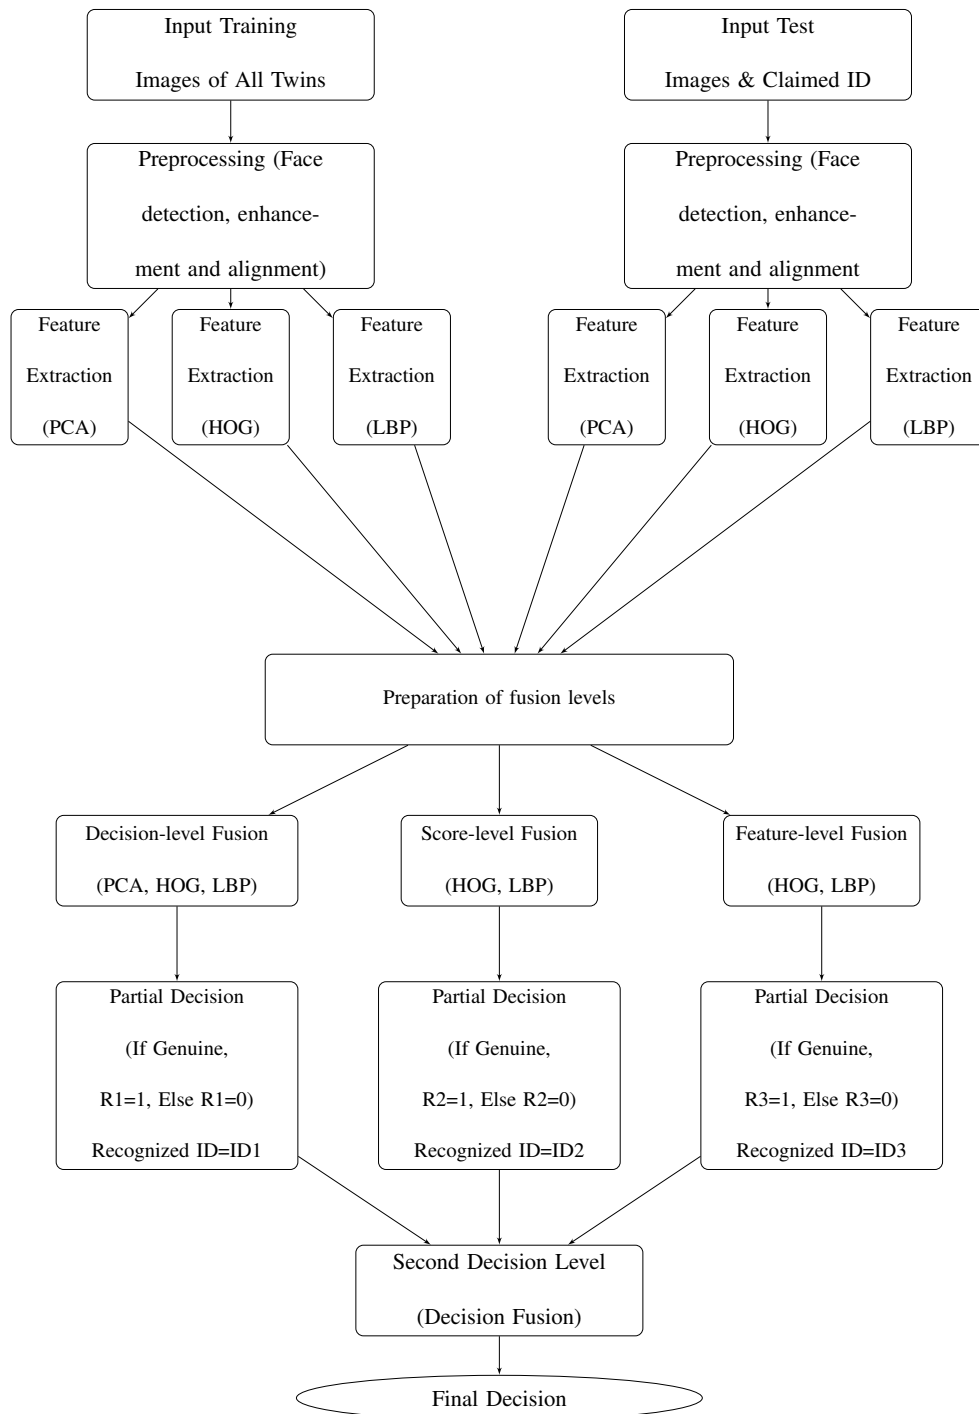 Input Training
Images of All Twins
Input Test
Images & Claimed ID
Preprocessing (Face
detection, enhance-
ment and alignment)
Preprocessing (Face
detection, enhance-
ment and alignment
Feature
Extraction
(PCA)
Feature
Extraction
(HOG)
Feature
Extraction
(LBP)
Feature
Extraction
(PCA)
Feature
Extraction
(HOG)
Feature
Extraction
(LBP)
Preparation of fusion levels
Decision-level Fusion
(PCA, HOG, LBP)
Score-level Fusion
(HOG, LBP)
Feature-level Fusion
(HOG, LBP)
Partial Decision
(If Genuine,
R1=1, Else R1=0)
Recognized ID=ID1
Partial Decision
(If Genuine,
R2=1, Else R2=0)
Recognized ID=ID2
Partial Decision
(If Genuine,
R3=1, Else R3=0)
Recognized ID=ID3
Second Decision Level
(Decision Fusion)
Final Decision